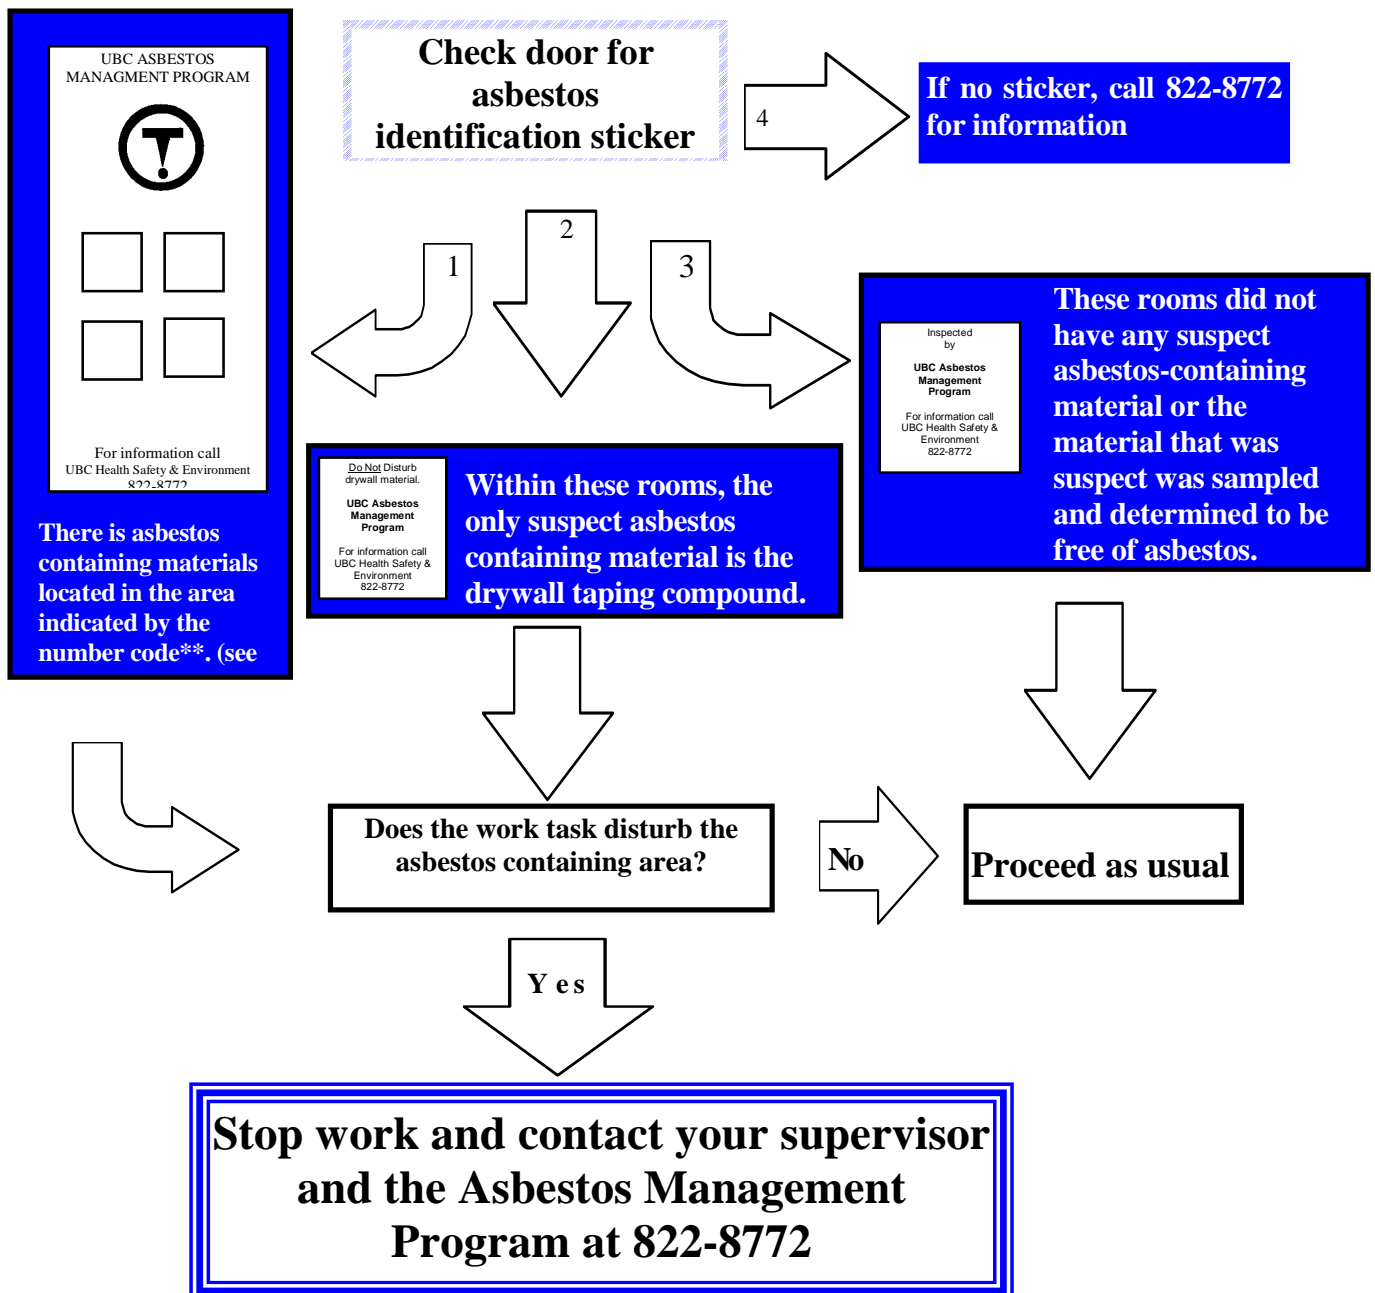 UBC ASBESTOS
MANAGMENT PROGRAM
For information call
UBC Health Safety & Environment
822-8772
There is asbestos
containing materials
located in the area
indicated by the
number code**. (see
Check door for
asbestos
identification sticker
4
If no sticker, call 822-8772
for information
1
2
3
Do Not Disturb
drywall material.
UBC Asbestos
Management
Program
For information call
UBC Health Safety &
Environment
822-8772
Within these rooms, the
only suspect asbestos
containing material is the
drywall taping compound.
Inspected
by
UBC Asbestos
Management
Program
For information call
UBC Health Safety &
Environment
822-8772
These rooms did not
have any suspect
asbestos-containing
material or the
material that was
suspect was sampled
and determined to be
free of asbestos.
Does the work task disturb the
asbestos containing area?
No
Proceed as usual
Yes
Stop work and contact your supervisor
and the Asbestos Management
Program at 822-8772